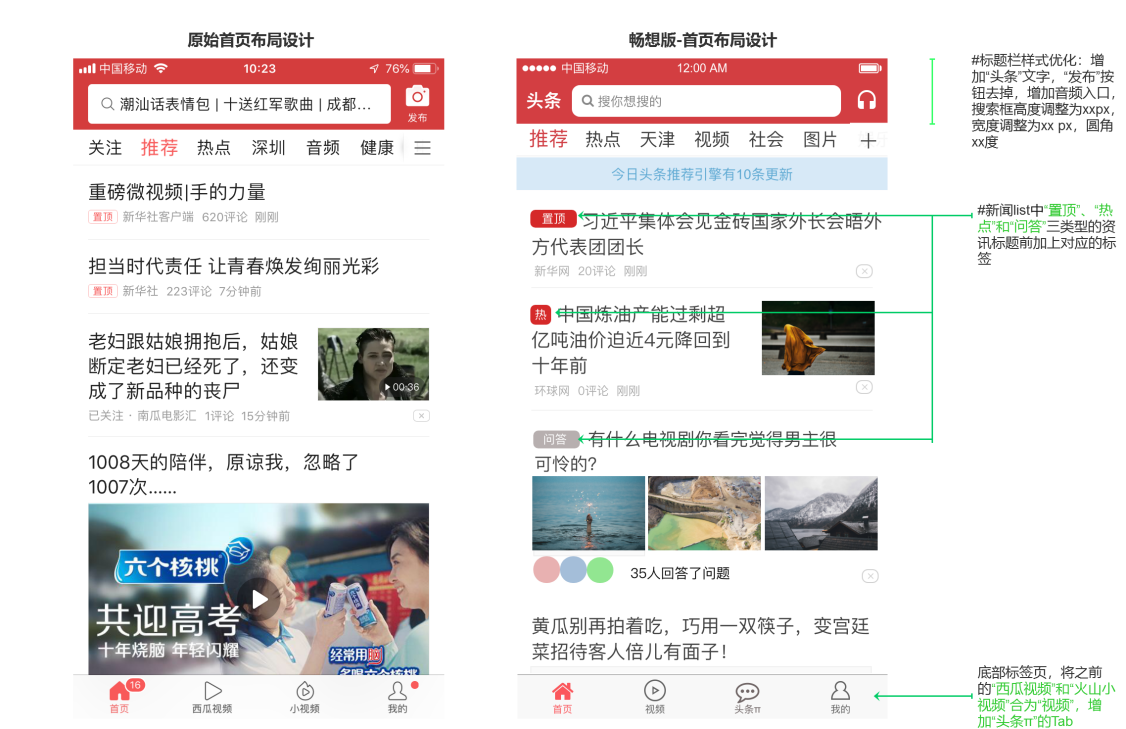 原始首页布局设计
中国移动
10:23
76%
潮汕话表情包 | 十送红军歌曲 | 成都...
发布
关注 推荐 热点 深圳 音频 健康
重磅微视频|手的力量
置顶 新华社客户端 620评论 刚刚
担当时代责任 让青春焕发绚丽光彩
置顶 新华社 223评论 7分钟前
老妇跟姑娘拥抱后，姑娘
断定老妇已经死了，还变
成了新品种的丧尸
00:36
已关注 · 南瓜电影汇 1评论 15分钟前
1008天的陪伴，原谅我，忽略了
1007次......
六个核桃
共迎高考
十年烧脑 年轻闪耀
经常用脑
多喝六个核桃
16
首页 西瓜视频 小视频 我的
畅想版-首页布局设计
中国移动
12:00 AM
头条
搜你想搜的
推荐 热点 天津 视频 社会 图片
今日头条推荐引擎有10条更新
置顶 习近平集体会见金砖国家外长会晤外
方代表团团长
新华网 20评论 刚刚
热 中国炼油产能过剩超
亿吨油价迫近4元降回到
十年前
环球网 0评论 刚刚
问答 有什么电视剧你看完觉得男主很
可怜的?
35人回答了问题
黄瓜别再拍着吃，巧用一双筷子，变宫廷
菜招待客人倍儿有面子！
首页 视频 头条π 我的
#标题栏样式优化：增
加“头条”文字，“发布”按
钮去掉，增加音频入口，
搜索框高度调整为xxpx，
宽度调整为xx px，圆角
xx度
#新闻list中“置顶”、“热
点”和“问答”三类型的资
讯标题前加上对应的标
签
底部标签页，将之前
的“西瓜视频”和“火山小
视频”合为“视频”，增
加“头条π”的Tab